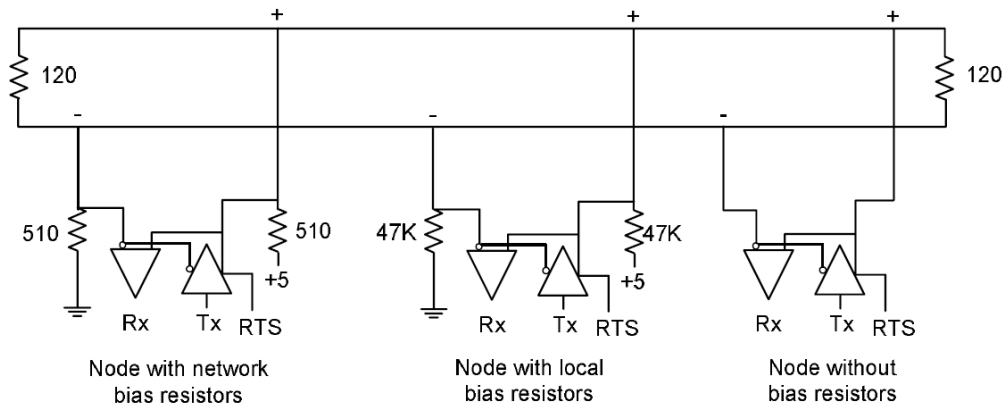 + + +
120 120
- - -
510 510 47K 47K
+5 +5
Rx Tx RTS Rx Tx RTS Rx Tx RTS
Node with network bias resistors
Node with local bias resistors
Node without bias resistors